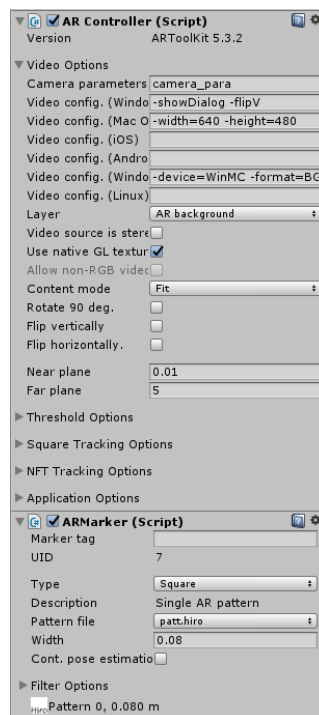 AR Controller (Script)
Version ARToolKit 5.3.2
Video Options
Camera parameters camera_para
Video config. (Windo -showDialog -flipV
Video config. (Mac O -width=640 -height=480
Video config. (iOS)
Video config. (Andro
Video config. (Windo -device=WinMC -format=BG
Video config. (Linux)
Layer AR background
Video source is stere
Use native GL textur
Allow non-RGB videc
Content mode Fit
Rotate 90 deg.
Flip vertically
Flip horizontally.
Near plane 0.01
Far plane 5
Threshold Options
Square Tracking Options
NFT Tracking Options
Application Options
ARMarker (Script)
Marker tag
UID 7
Type Square
Description Single AR pattern
Pattern file patt.hiro
Width 0.08
Cont. pose estimatio
Filter Options
Hiro Pattern 0, 0.080 m